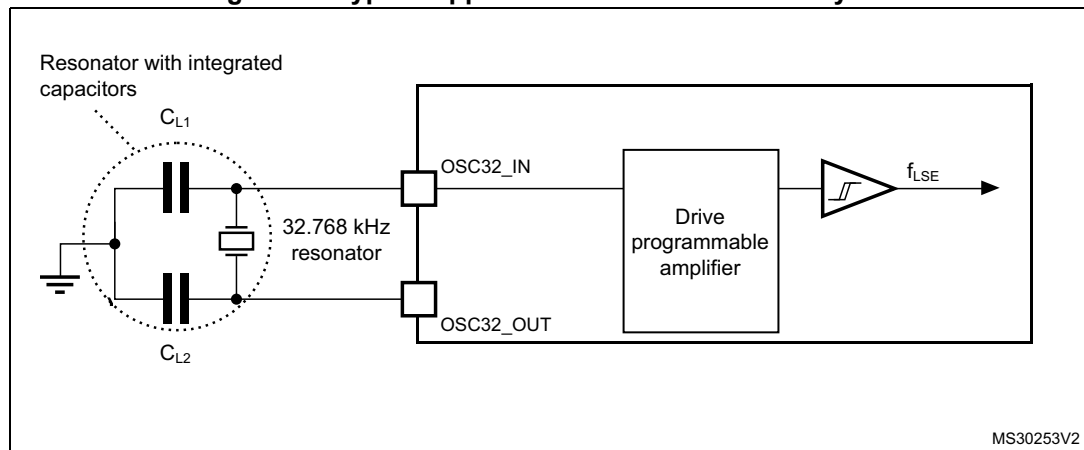 Resonator with integrated
capacitors
CL1
OSC32_IN
fLSE
32.768 kHz
resonator
Drive
programmable
amplifier
OSC32_OUT
CL2
MS30253V2